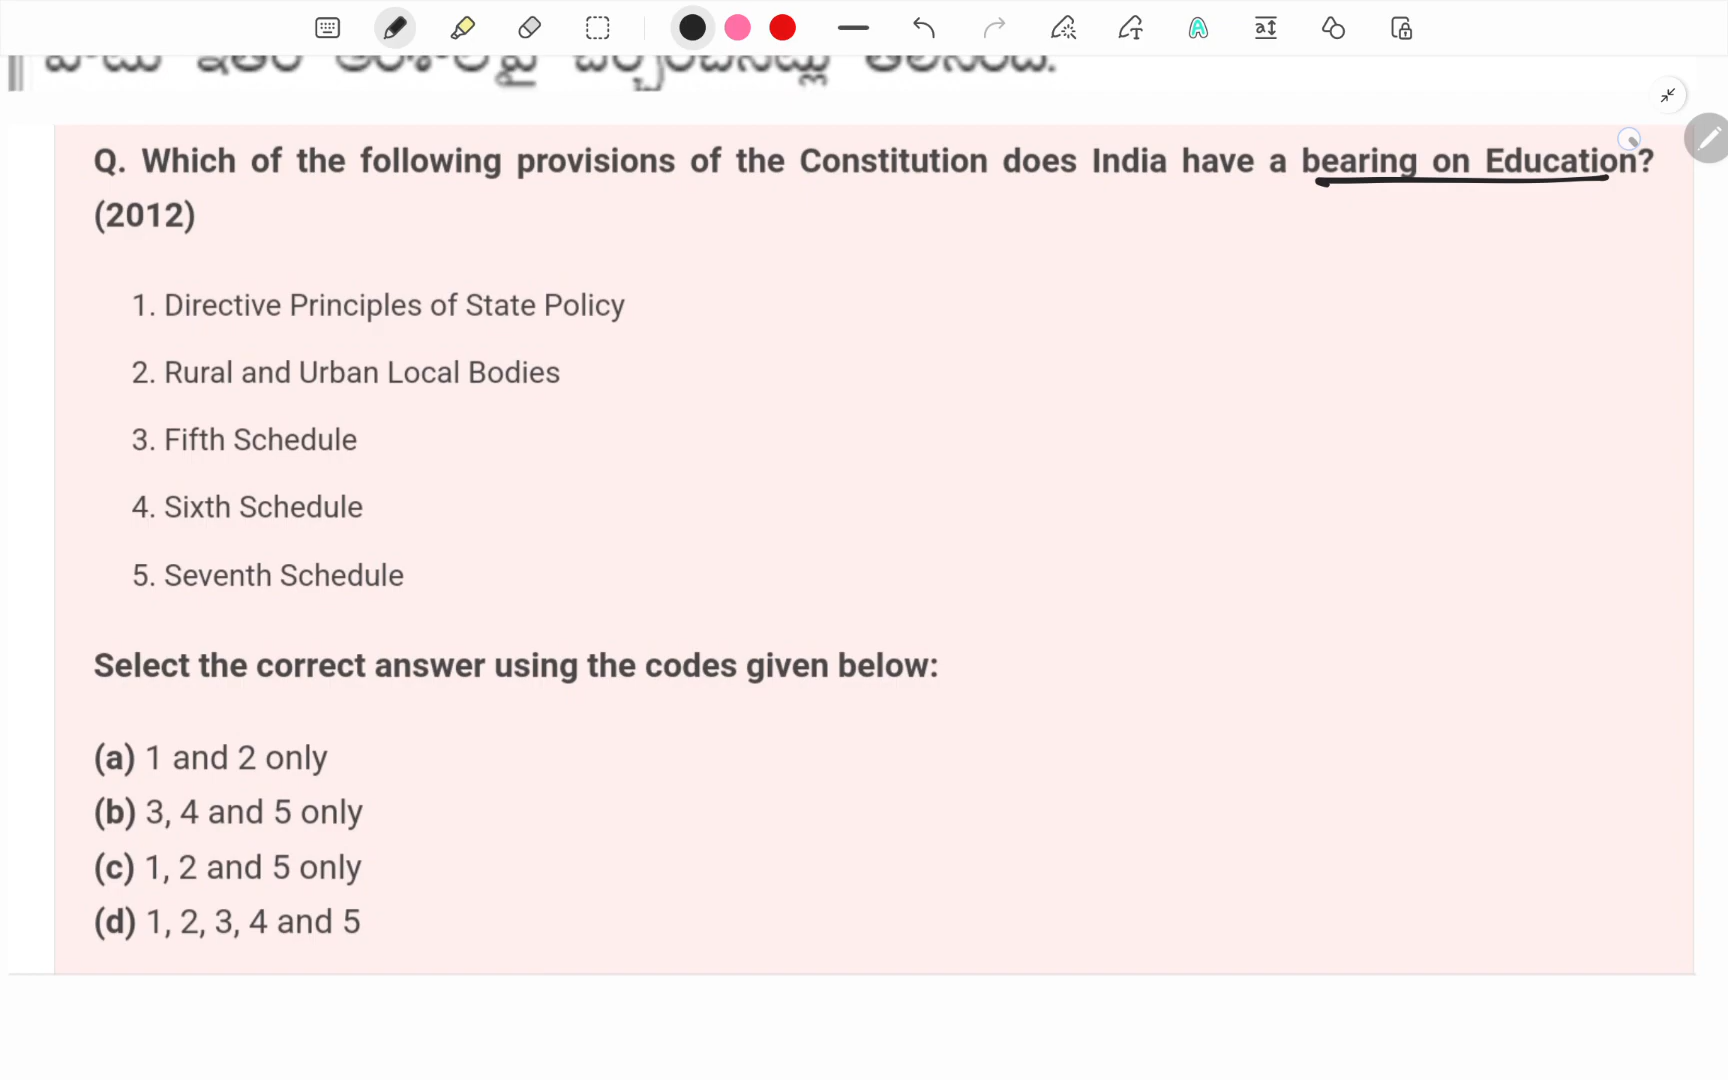 Q. Which of the following provisions of the Constitution does India have a bearing on Education?
(2012)
1. Directive Principles of State Policy
2. Rural and Urban Local Bodies
3. Fifth Schedule
4. Sixth Schedule
5. Seventh Schedule
Select the correct answer using the codes given below:
(a) 1 and 2 only
(b) 3, 4 and 5 only
(c) 1, 2 and 5 only
(d) 1, 2, 3, 4 and 5